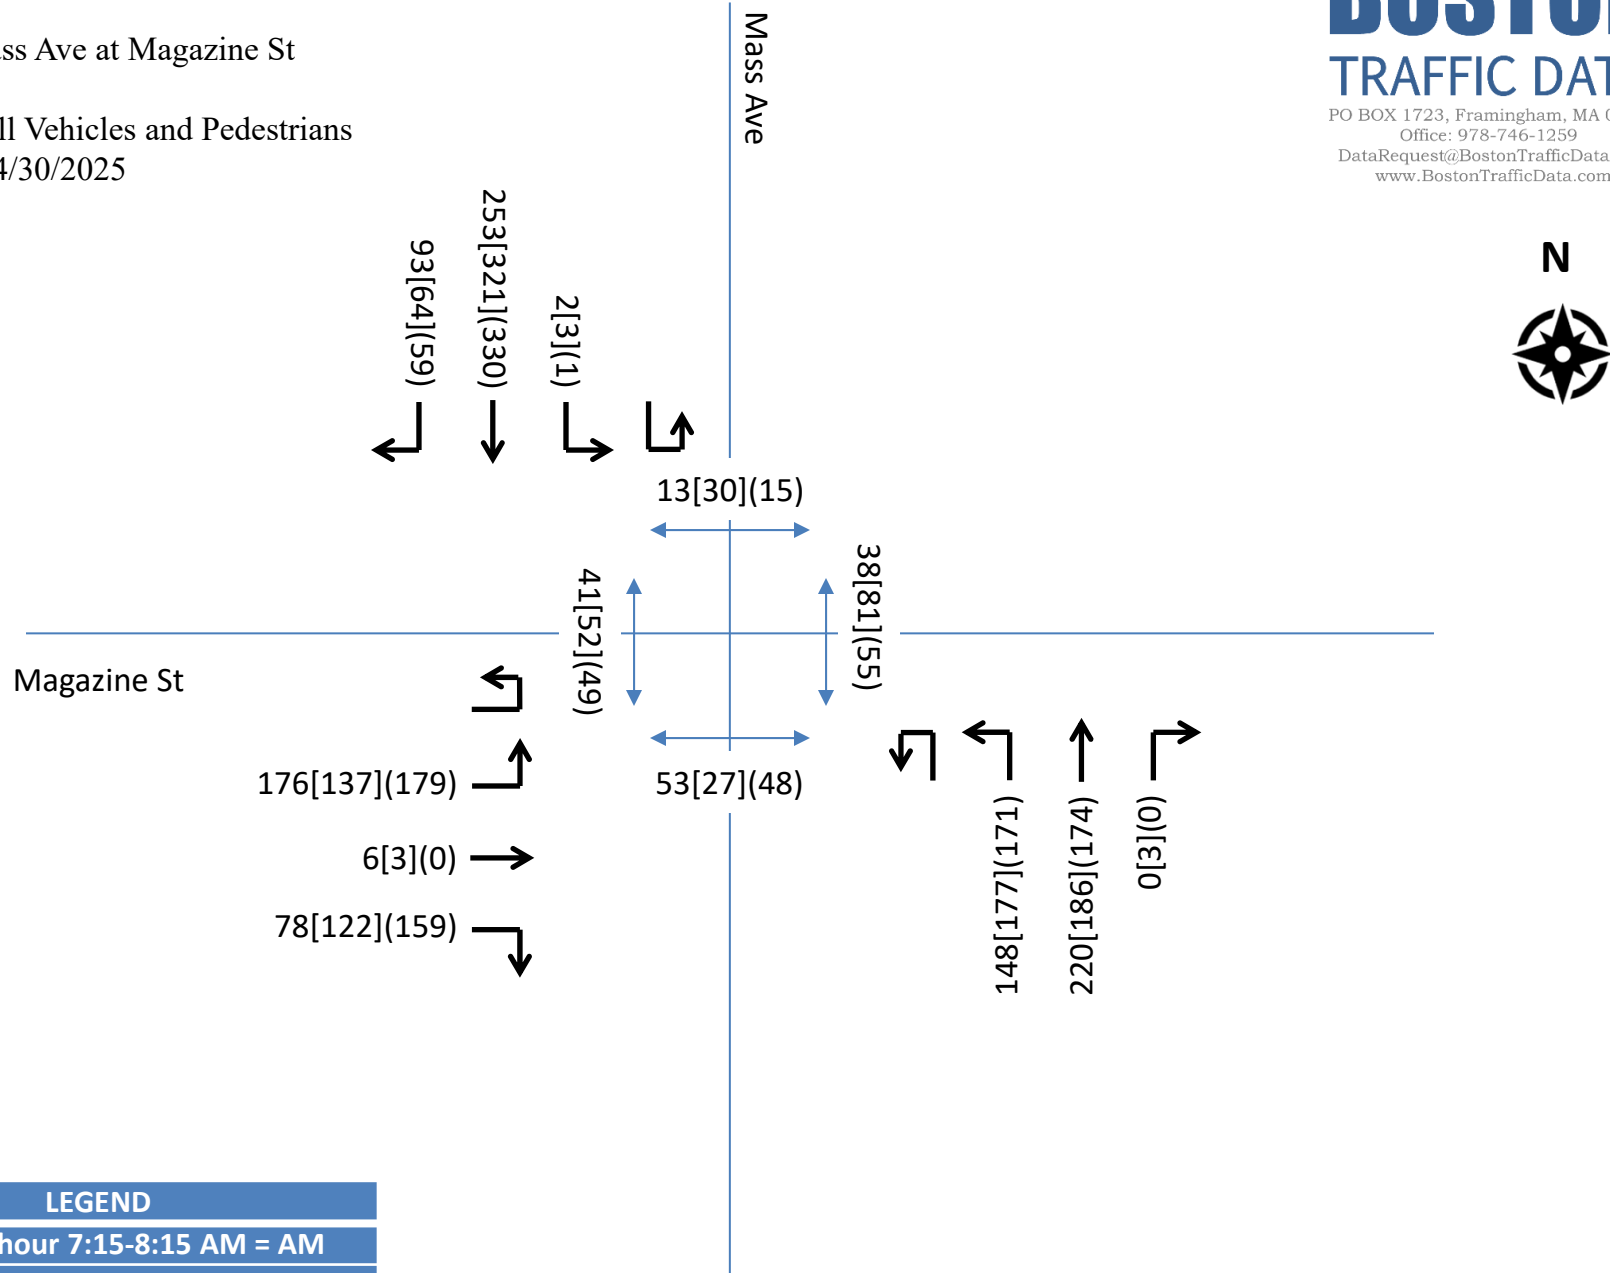 ss Ave at Magazine St
ll Vehicles and Pedestrians
4/30/2025
Mass Ave
BOSTO
TRAFFIC DAT
PO BOX 1723, Framingham, MA 0
Office: 978-746-1259
DataRequest@BostonTrafficData
www.BostonTrafficData.com
N
93[64](59)
253[321](330)
2[3](1)
13[30](15)
41[52](49)
38[81](55)
Magazine St
53[27](48)
176[137](179)
6[3](0)
78[122](159)
148[177](171)
220[186](174)
0[3](0)
LEGEND
hour 7:15-8:15 AM = AM